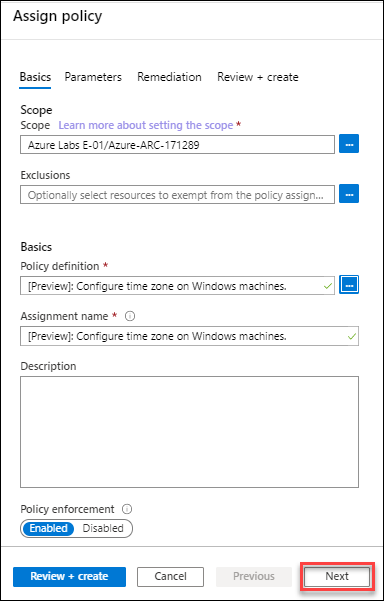 Assign policy
Basics Parameters Remediation Review + create
Scope
Scope Learn more about setting the scope *
Azure Labs E-01/Azure-ARC-171289
...
Exclusions
Optionally select resources to exempt from the policy assign...
...
Basics
Policy definition *
[Preview]: Configure time zone on Windows machines.
...
Assignment name *
[Preview]: Configure time zone on Windows machines.
Description
Policy enforcement
Enabled Disabled
Review + create Cancel Previous Next